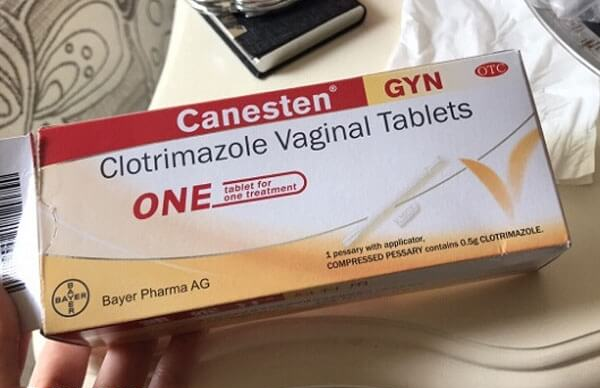 Canesten® GYN
OTC
Clotrimazole Vaginal Tablets
ONE tablet for
one treatment
1 pessary with applicator,
COMPRESSED PESSARY contains 0.5g CLOTRIMAZOLE.
BAYER
BAYER
Bayer Pharma AG